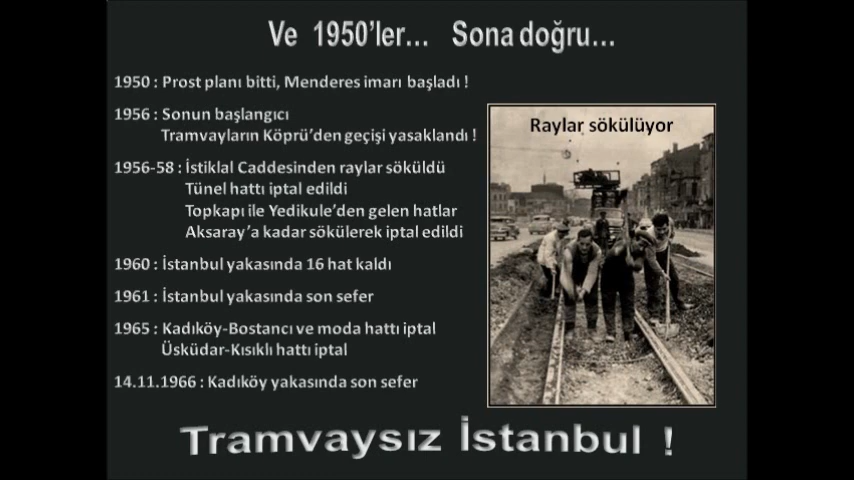 Ve 1950'ler... Sona doğru...
1950 : Prost planı bitti, Menderes imarı başladı !
1956 : Sonun başlangıcı
Tramvayların Köprü'den geçişi yasaklandı !
1956-58 : İstiklal Caddesinden raylar söküldü
Tünel hattı iptal edildi
Topkapı ile Yedikule'den gelen hatlar
Aksaray'a kadar sökülerek iptal edildi
1960 : İstanbul yakasında 16 hat kaldı
1961 : İstanbul yakasında son sefer
1965 : Kadıköy-Bostancı ve moda hattı iptal
Üsküdar-Kısıklı hattı iptal
14.11.1966 : Kadıköy yakasında son sefer
Raylar sökülüyor
Tramvaysız İstanbul !